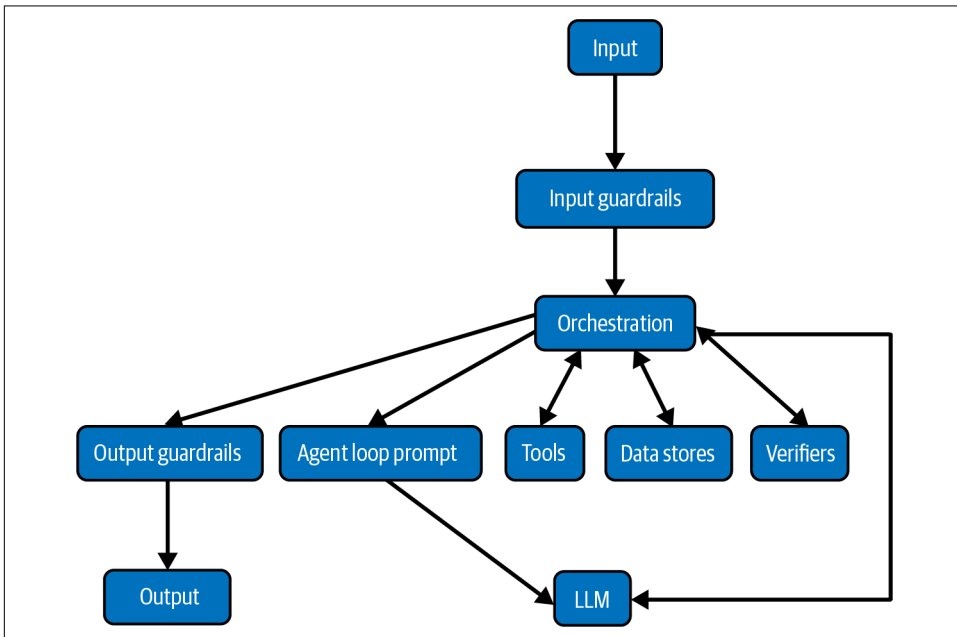 Input
Input guardrails
Orchestration
Output guardrails
Agent loop prompt
Tools
Data stores
Verifiers
Output
LLM